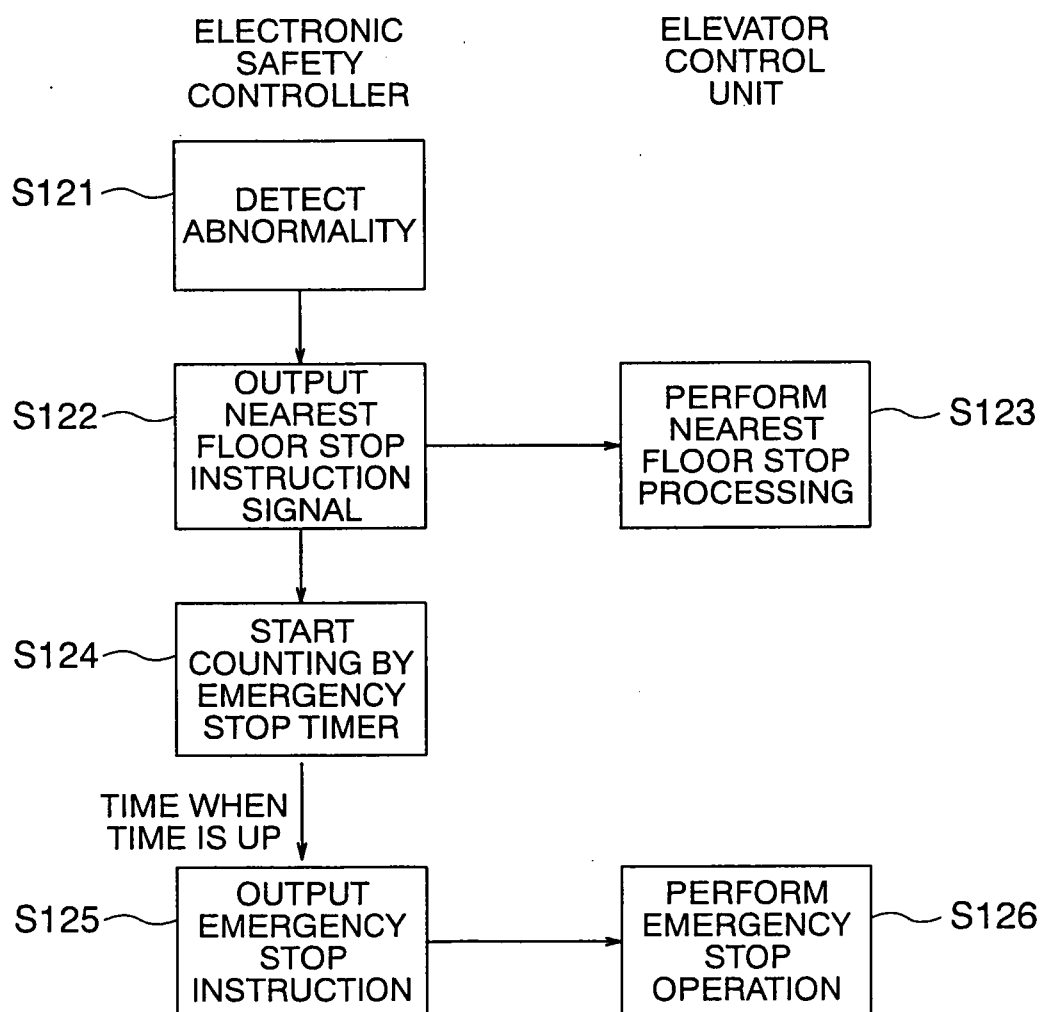 ELECTRONIC
SAFETY
CONTROLLER
ELEVATOR
CONTROL
UNIT
S121
DETECT
ABNORMALITY
S122
OUTPUT
NEAREST
FLOOR STOP
INSTRUCTION
SIGNAL
PERFORM
NEAREST
FLOOR STOP
PROCESSING
S123
S124
START
COUNTING BY
EMERGENCY
STOP TIMER
TIME WHEN
TIME IS UP
S125
OUTPUT
EMERGENCY
STOP
INSTRUCTION
PERFORM
EMERGENCY
STOP
OPERATION
S126